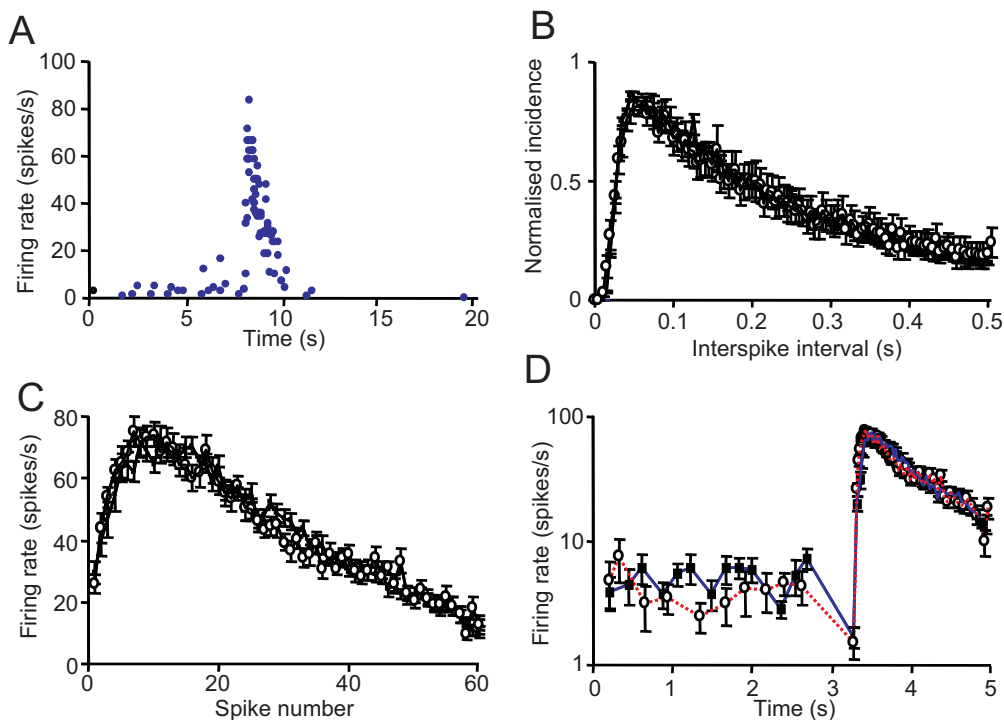 A
Firing rate (spikes/s)
100
80
60
40
20
0
0 5 10 15 20
Time (s)
B
Normalised incidence
1
0.5
0
0 0.1 0.2 0.3 0.4 0.5
Interspike interval (s)
C
Firing rate (spikes/s)
80
60
40
20
0
0 20 40 60
Spike number
D
Firing rate (spikes/s)
100
10
1
0 1 2 3 4 5
Time (s)